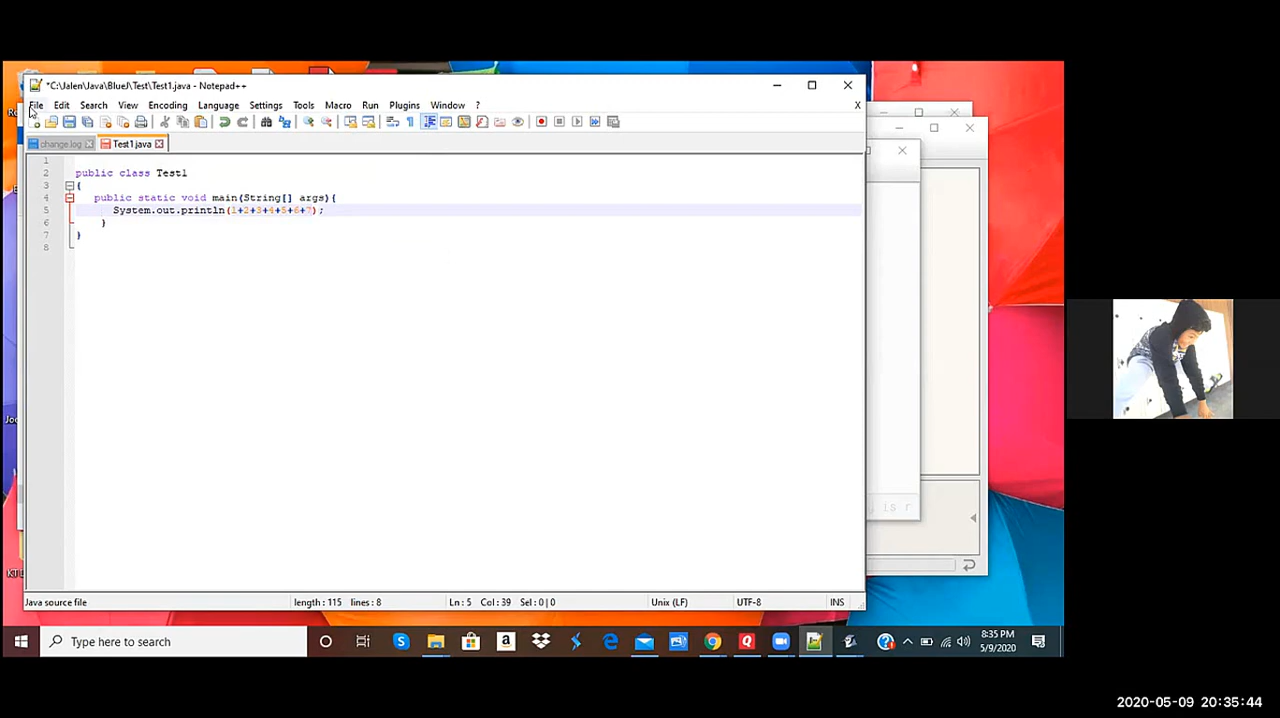 *C:\Jalen\Java\BlueJ\Test\Test1.java - Notepad++
File Edit Search View Encoding Language Settings Tools Macro Run Plugins Window ?
X
change.log Test1.java
1
2 public class Test1
3 {
4 public static void main(String[] args){
5 System.out.println(1+2+3+4+5+6+7);
6 }
7 }
8
is r
Java source file length : 115 lines : 8 Ln : 5 Col : 39 Sel : 0 | 0 Unix (LF) UTF-8 INS
Type here to search
8:35 PM
5/9/2020
2020-05-09 20:35:44